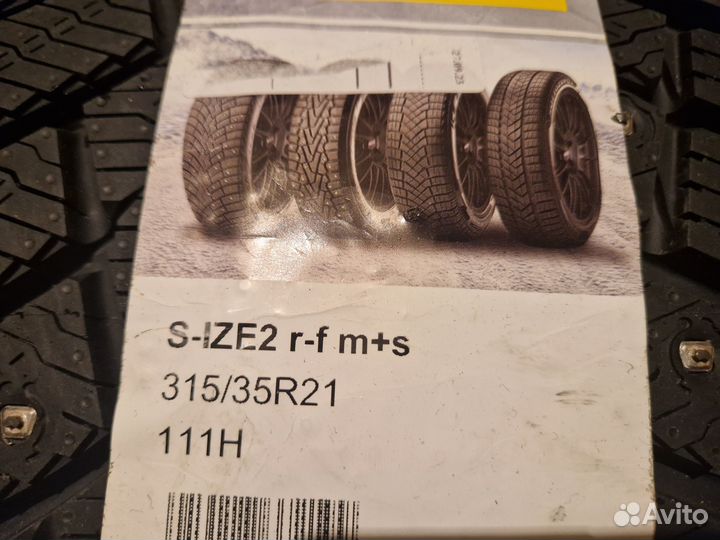 S-IZE2 r-f m+s
315/35R21
111H
Avito